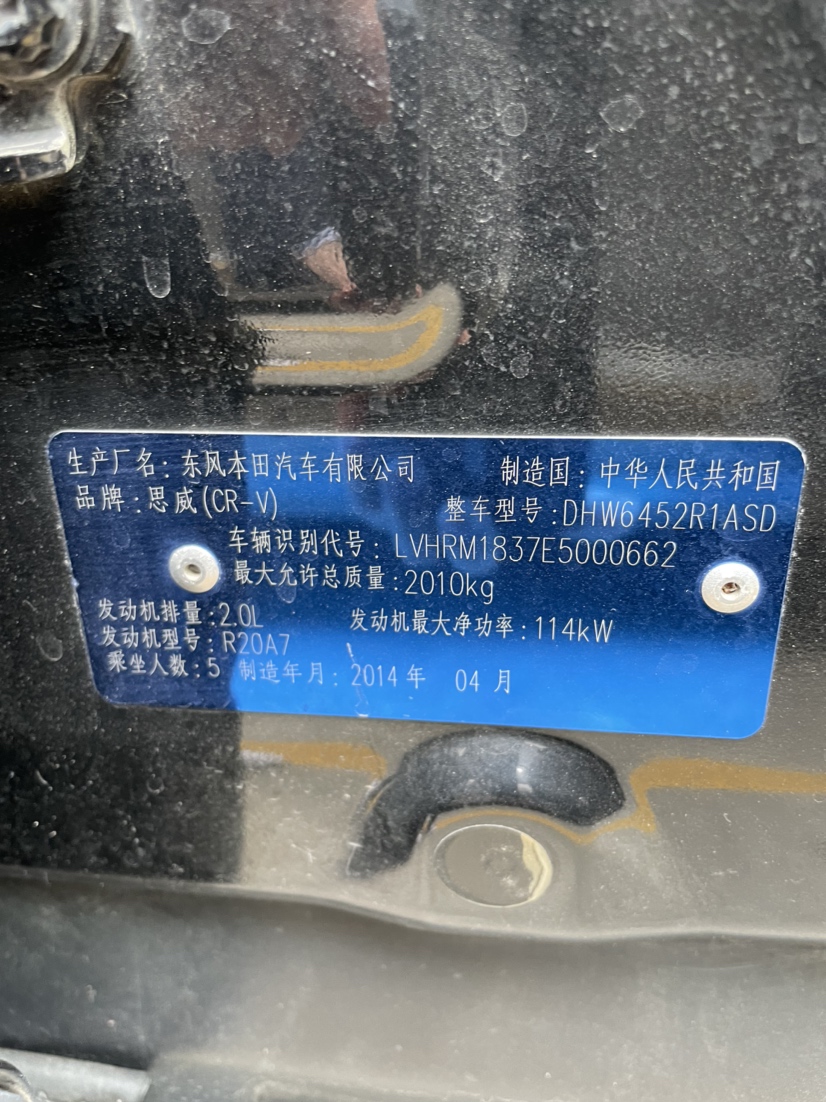 生产厂名:东风本田汽车有限公司 制造国:中华人民共和国
品牌:思威(CR-V) 整车型号:DHW6452R1ASD
车辆识别代号:LVHRM1837E5000662
最大允许总质量:2010kg
发动机排量:2.0L 发动机最大净功率:114kW
发动机型号:R20A7
乘坐人数:5 制造年月:2014年 04月